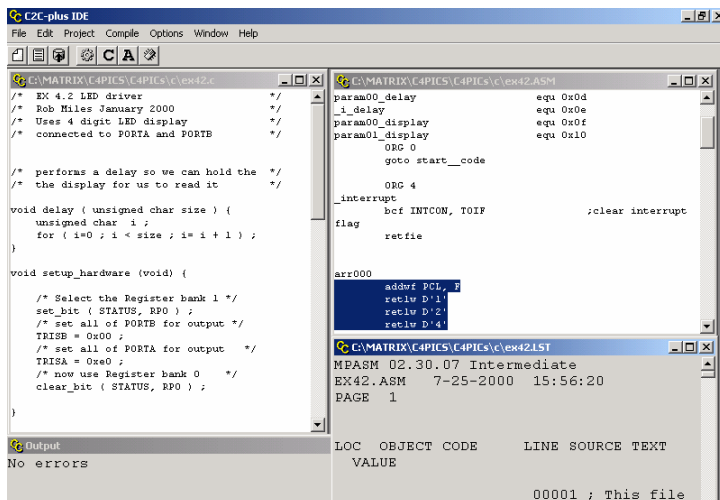 C2C-plus IDE
File Edit Project Compile Options Window Help
C A
C:\MATRIX\C4PICS\C4PICs\c\ex42.c
/* EX 4.2 LED driver */
/* Rob Miles January 2000 */
/* Uses 4 digit LED display */
/* connected to PORTA and PORTB */
/* performs a delay so we can hold the */
/* the display for us to read it */
void delay ( unsigned char size ) {
unsigned char i ;
for ( i=0 ; i < size ; i= i + 1 ) ;
}
void setup_hardware (void) {
/* Select the Register bank 1 */
set_bit ( STATUS, RP0 ) ;
/* set all of PORTB for output */
TRISB = 0x00 ;
/* set all of PORTA for output */
TRISA = 0xe0 ;
/* now use Register bank 0 */
clear_bit ( STATUS, RP0 ) ;
}
Output
No errors
C:\MATRIX\C4PICS\C4PICs\c\ex42.ASM
param00_delay equ 0x0d
_i_delay equ 0x0e
param00_display equ 0x0f
param01_display equ 0x10
ORG 0
goto start__code
ORG 4
_interrupt
bcf INTCON, T0IF ;clear interrupt
flag
retfie
arr000
addwf PCL, F
retlw D'1'
retlw D'2'
retlw D'4'
C:\MATRIX\C4PICS\C4PICs\c\ex42.LST
MPASM 02.30.07 Intermediate
EX42.ASM 7-25-2000 15:56:20
PAGE 1
LOC OBJECT CODE LINE SOURCE TEXT
VALUE
00001 ; This file